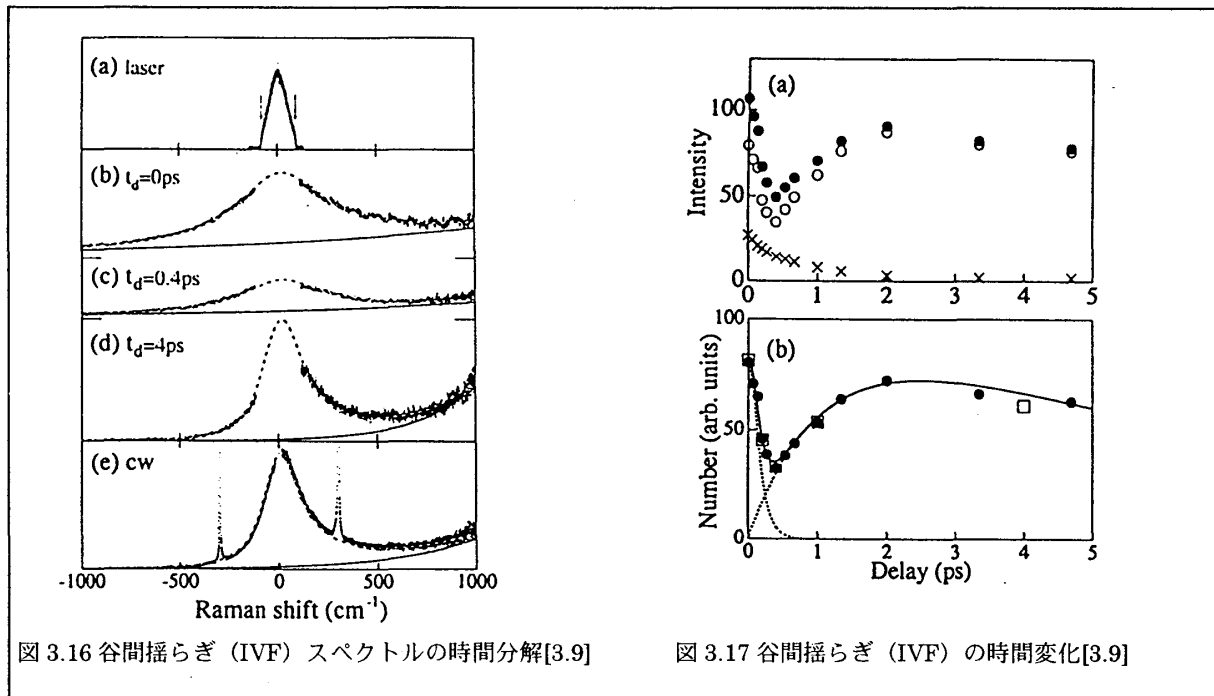 (a) laser
(b) t_d=0ps
(c) t_d=0.4ps
(d) t_d=4ps
(e) cw
-1000 -500 0 500 1000
Raman shift (cm⁻¹)
図 3.16 谷間揺らぎ（IVF）スペクトルの時間分解[3.9]
(a)
Intensity
100
50
0
0 1 2 3 4 5
(b)
Number (arb. units)
100
50
0
0 1 2 3 4 5
Delay (ps)
図 3.17 谷間揺らぎ（IVF）の時間変化[3.9]